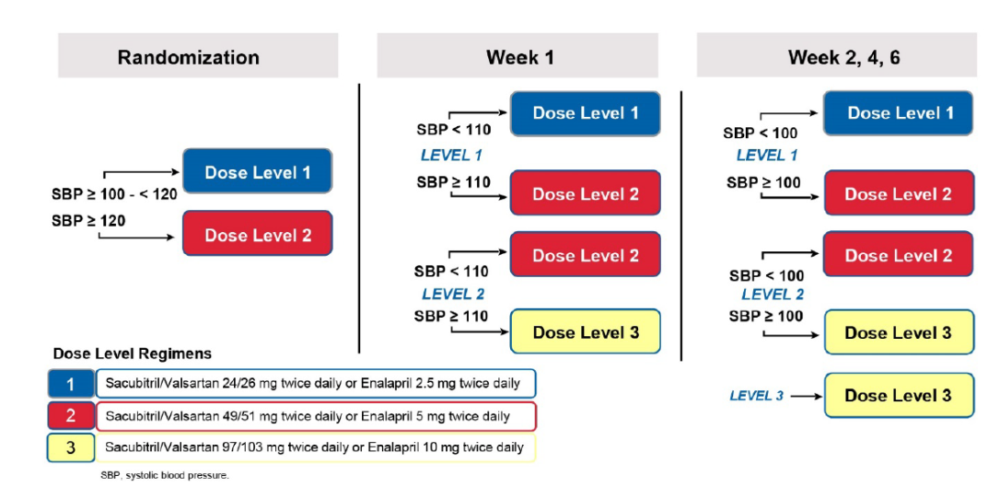 Randomization
SBP ≥ 100 - < 120
Dose Level 1
SBP ≥ 120
Dose Level 2
Week 1
Dose Level 1
SBP < 110
LEVEL 1
SBP ≥ 110
Dose Level 2
Dose Level 2
SBP < 110
LEVEL 2
SBP ≥ 110
Dose Level 3
Week 2, 4, 6
Dose Level 1
SBP < 100
LEVEL 1
SBP ≥ 100
Dose Level 2
Dose Level 2
SBP < 100
LEVEL 2
SBP ≥ 100
Dose Level 3
LEVEL 3
Dose Level 3
Dose Level Regimens
1 Sacubitril/Valsartan 24/26 mg twice daily or Enalapril 2.5 mg twice daily
2 Sacubitril/Valsartan 49/51 mg twice daily or Enalapril 5 mg twice daily
3 Sacubitril/Valsartan 97/103 mg twice daily or Enalapril 10 mg twice daily
SBP, systolic blood pressure.